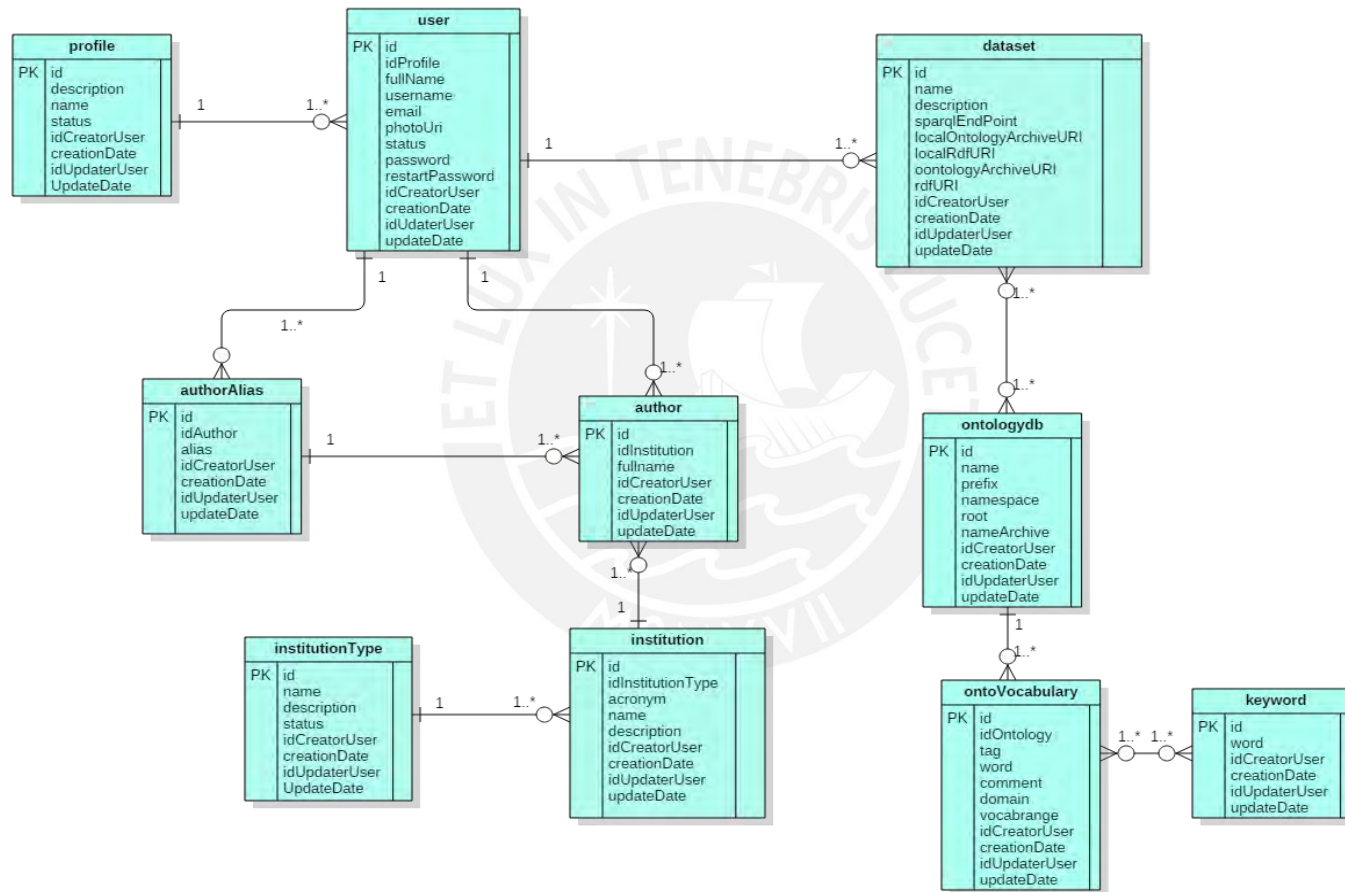 profile
PK id
description
name
status
idCreatorUser
creationDate
idUpdaterUser
UpdateDate
1
1..*
user
PK id
idProfile
fullName
username
email
photoUri
status
password
restartPassword
idCreatorUser
creationDate
idUdaterUser
updateDate
1
1..*
dataset
PK id
name
description
sparqlEndPoint
localOntologyArchiveURI
localRdfURI
oontologyArchiveURI
rdfURI
idCreatorUser
creationDate
idUpdaterUser
updateDate
ET LUX IN TENEBRIS LUCET
1
1
1..*
1..*
1..*
1..*
authorAlias
PK id
idAuthor
alias
idCreatorUser
creationDate
idUpdaterUser
updateDate
1
1..*
author
PK id
idInstitution
fullname
idCreatorUser
creationDate
idUpdaterUser
updateDate
1..*
1
ontologydb
PK id
name
prefix
namespace
root
nameArchive
idCreatorUser
creationDate
idUpdaterUser
updateDate
1
1..*
institutionType
PK id
name
description
status
idCreatorUser
creationDate
idUpdaterUser
UpdateDate
1
1..*
institution
PK id
idInstitutionType
acronym
name
description
idCreatorUser
creationDate
idUpdaterUser
updateDate
ontoVocabulary
PK id
idOntology
tag
word
comment
domain
vocabrange
idCreatorUser
creationDate
idUpdaterUser
updateDate
1..*
1..*
keyword
PK id
word
idCreatorUser
creationDate
idUpdaterUser
updateDate